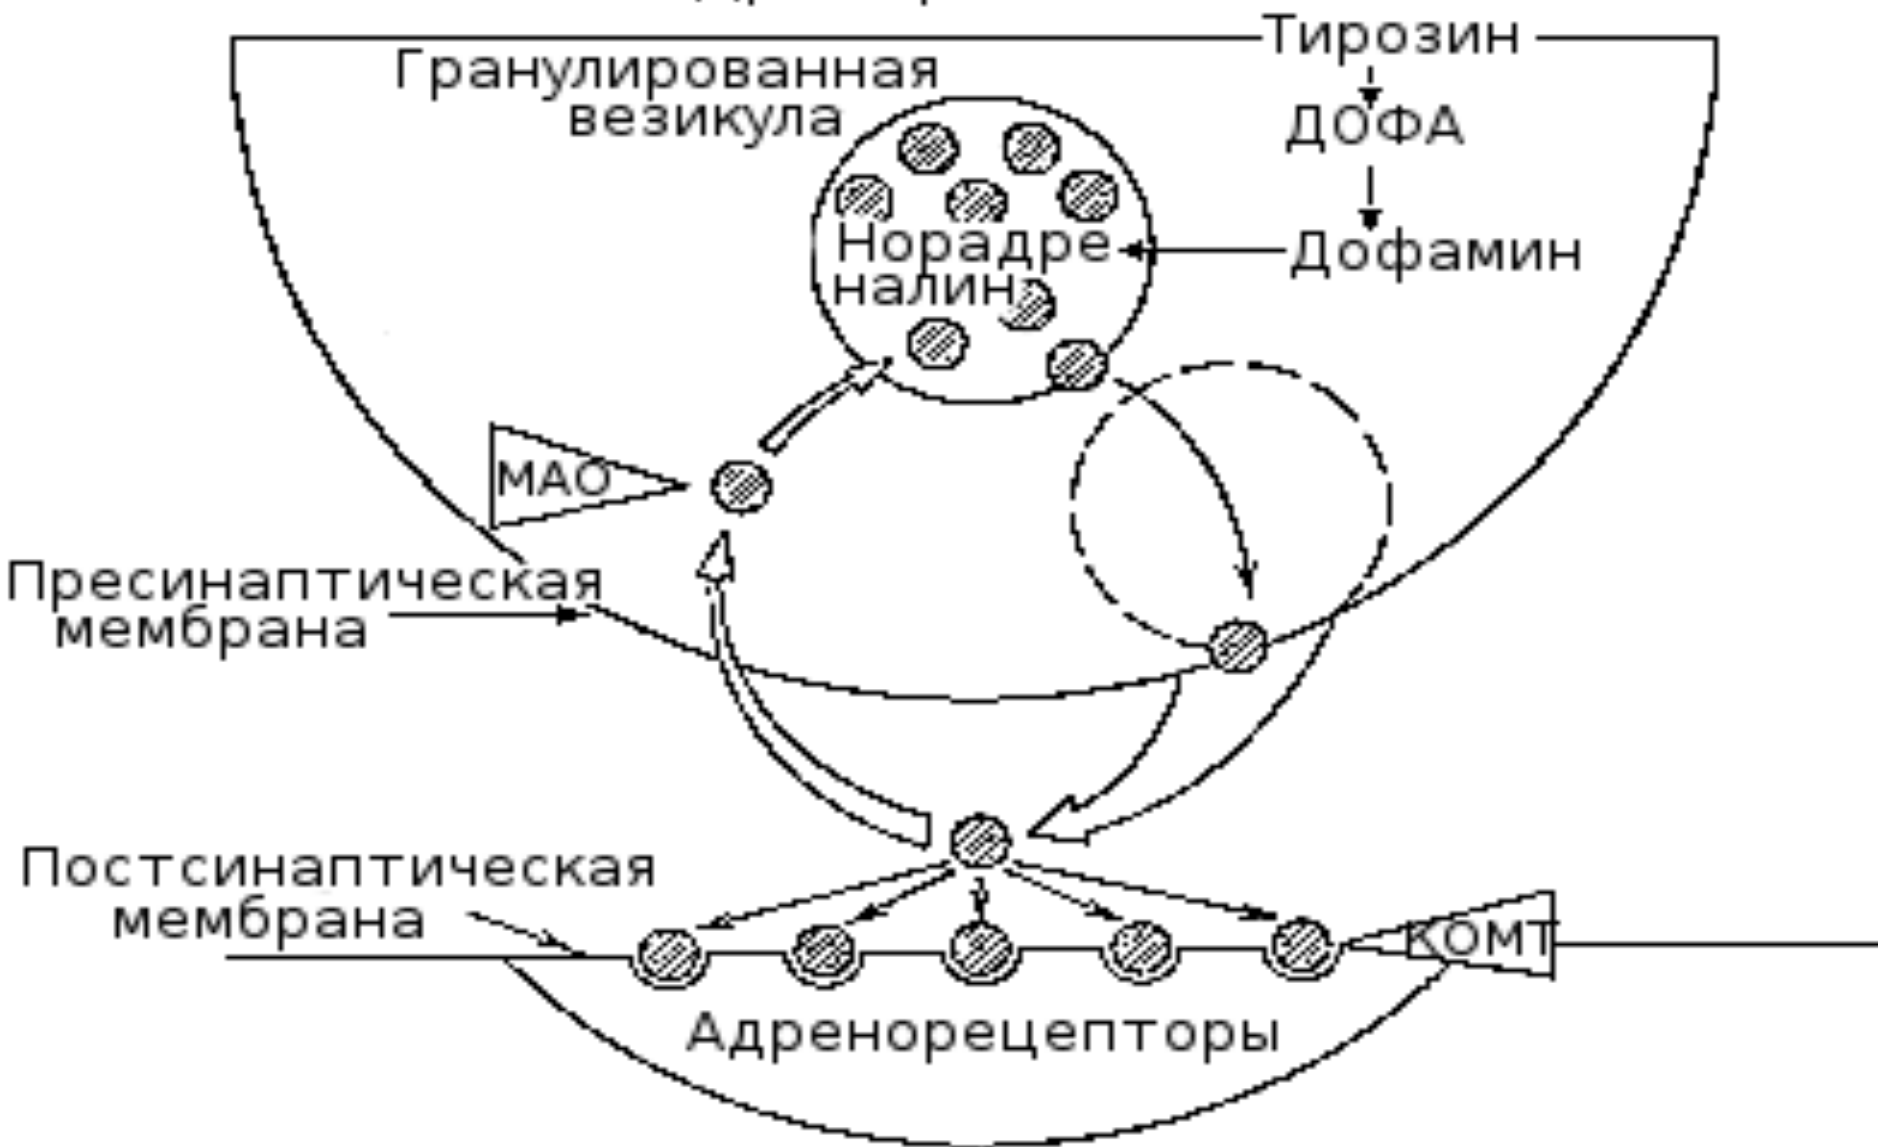 Тирозин
Гранулированная
везикула
ДОФА
Норадре
налин
Дофамин
МАО
Пресинаптическая
мембрана
Постсинаптическая
мембрана
КОМТ
Адренорецепторы